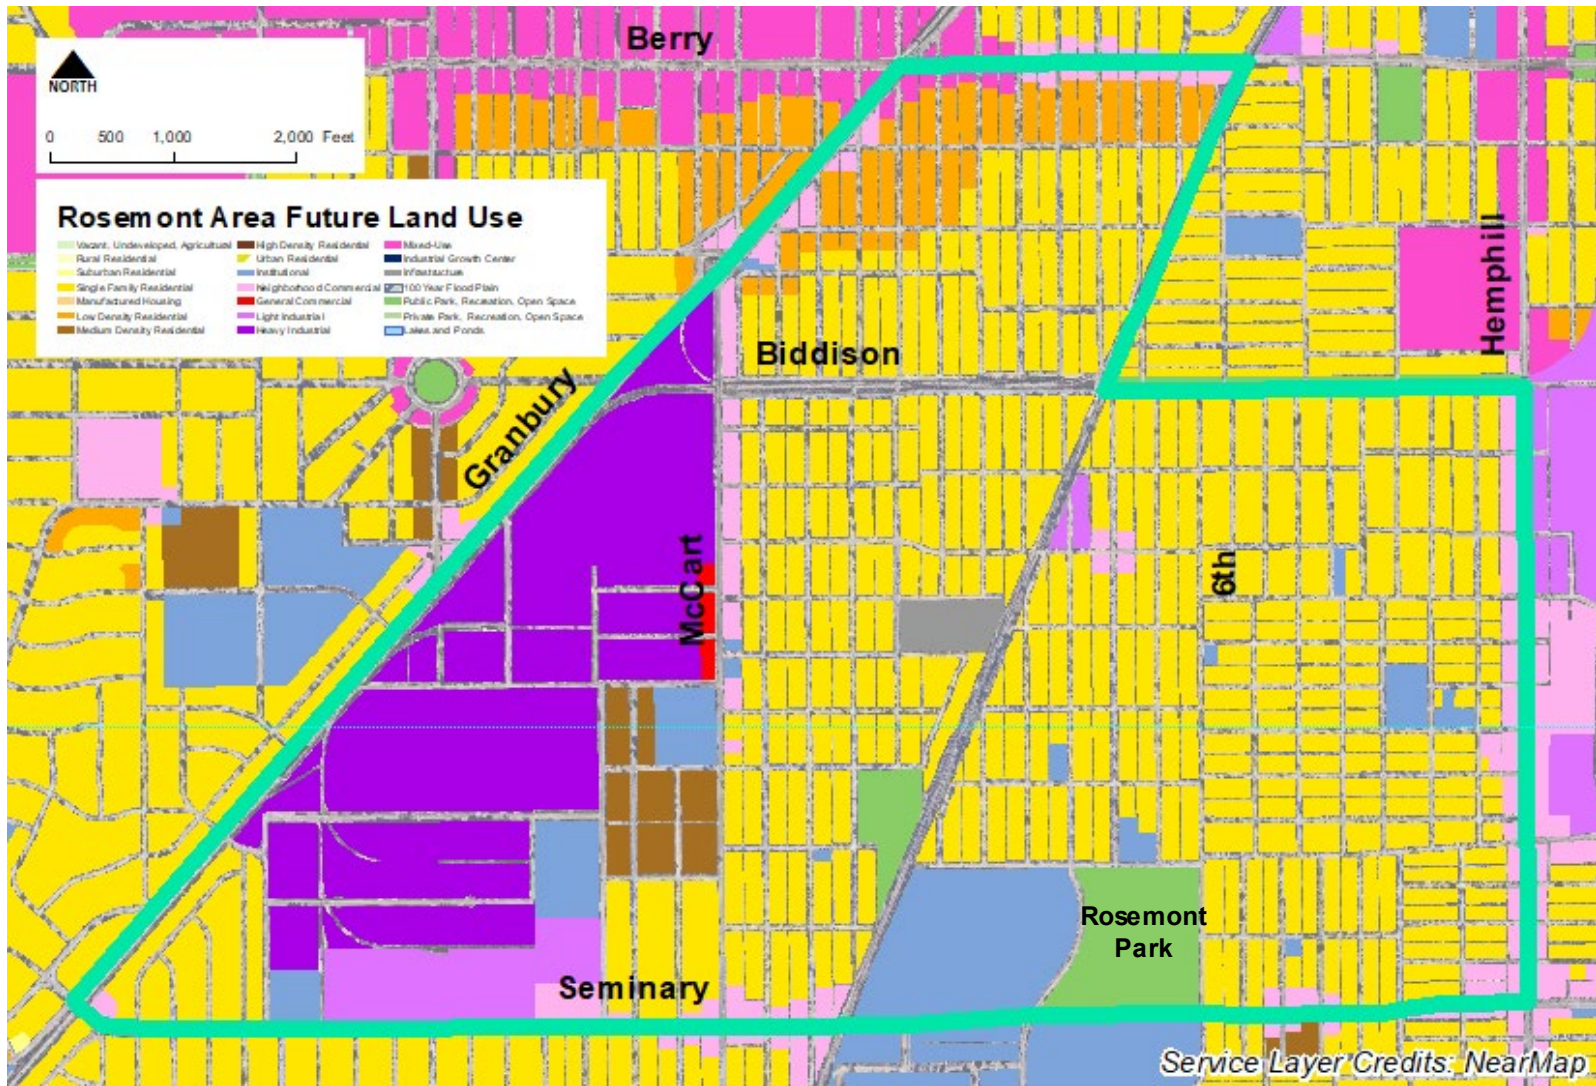 Berry
NORTH
0 500 1,000 2,000 Feet
Rosemont Area Future Land Use
Vacant, Undeveloped, Agricultural
Rural Residential
Suburban Residential
Single Family Residential
Manufactured Housing
Low Density Residential
Medium Density Residential
High Density Residential
Urban Residential
Institutional
Neighborhood Commercial
General Commercial
Light Industrial
Heavy Industrial
Mixed-Use
Industrial Growth Center
Infrastructure
100 Year Flood Plain
Public Park, Recreation, Open Space
Private Park, Recreation, Open Space
Lakes and Ponds
Hemphill
Biddison
Granbury
McCart
6th
Rosemont
Park
Seminary
Service Layer Credits: NearMap